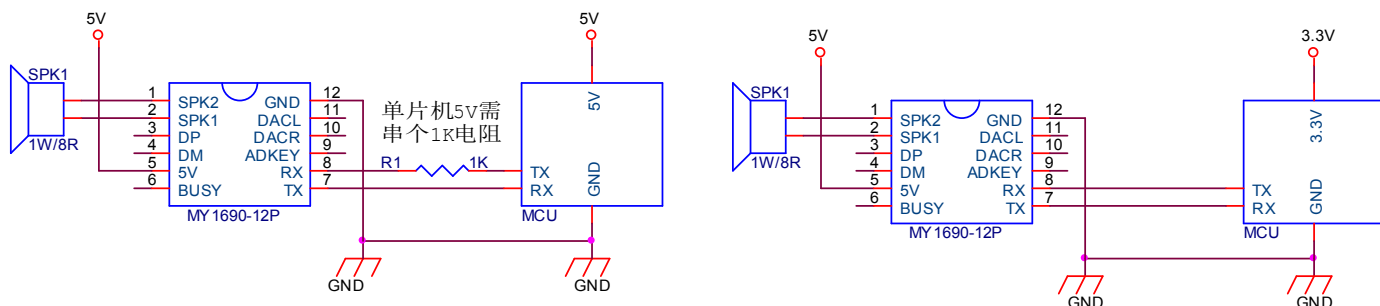 5V
SPK1
1W/8R
1 SPK2 GND 12
2 SPK1 DACL 11
3 DP DACR 10
4 DM ADKEY 9
5 5V RX 8
6 BUSY TX 7
MY1690-12P
单片机5V需
串个1K电阻
R1 1K
5V
5V
TX
RX
GND
MCU
GND
GND
5V
SPK1
1W/8R
1 SPK2 GND 12
2 SPK1 DACL 11
3 DP DACR 10
4 DM ADKEY 9
5 5V RX 8
6 BUSY TX 7
MY1690-12P
3.3V
3.3V
TX
RX
GND
MCU
GND
GND